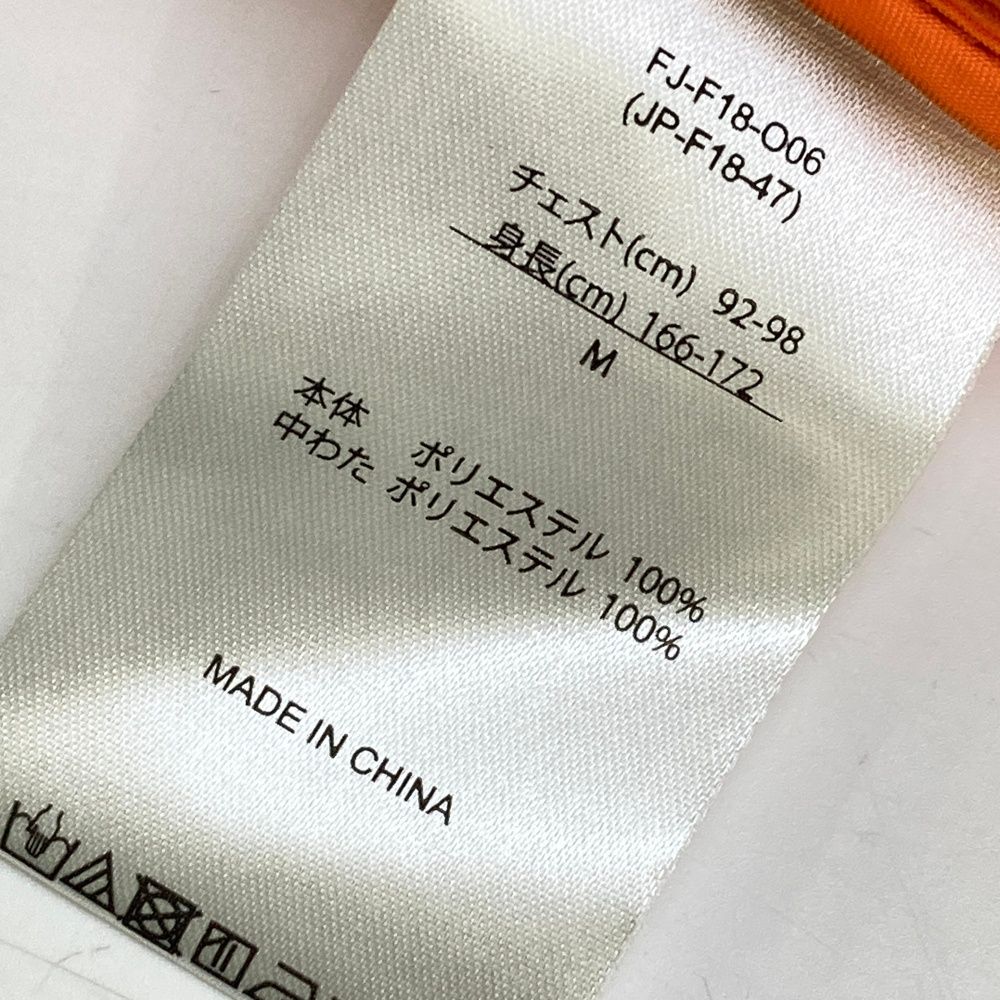 FJ-F18-O06
(JP-F18-47)
チェスト(cm) 92-98
身長(cm) 166-172
M
本体 ポリエステル 100%
中わた ポリエステル 100%
MADE IN CHINA